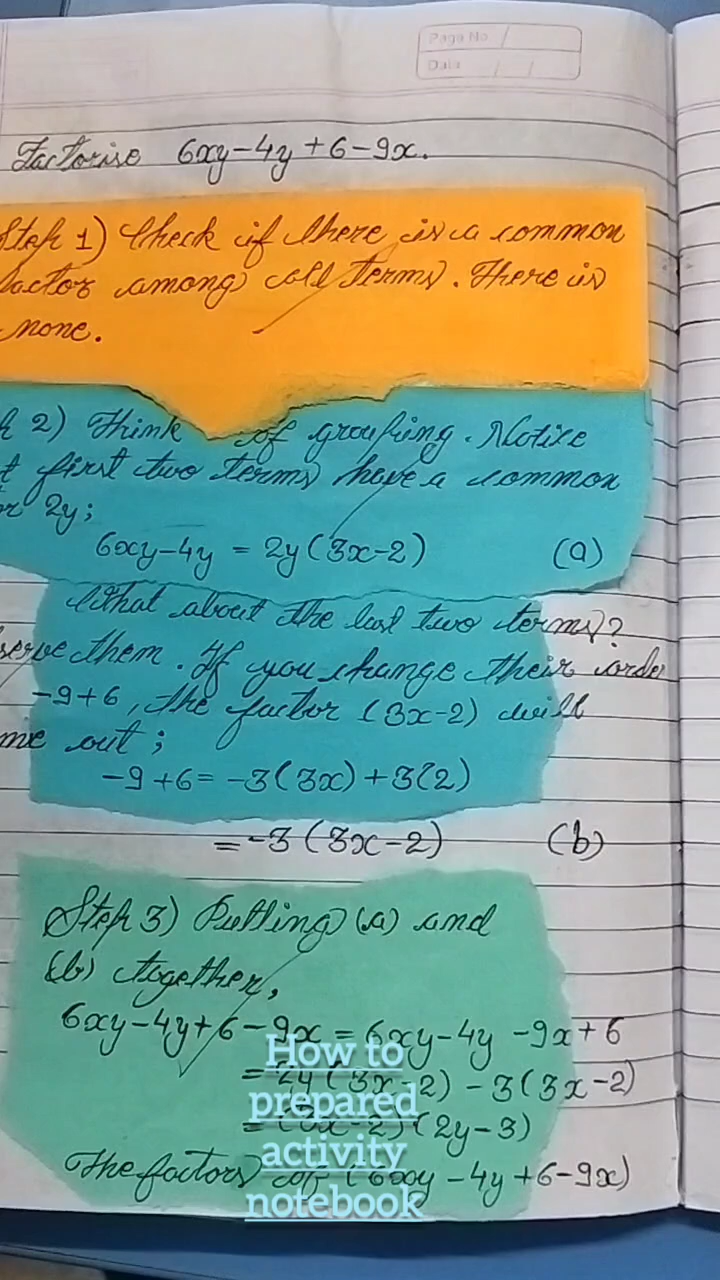 Page No /
Date / /
Factorise 6xy-4y+6-9x.
Step 1) Check if there is a common
factor among all terms. There is
none.
2) Think of grouping. Notice
first two terms have a common
2y;
6xy-4y = 2y(3x-2) (a)
What about the last two terms?
serve them. If you change their order
-9+6, the factor (3x-2) will
me out;
-9+6 = -3(3x)+3(2)
= -3(3x-2) (b)
Step 3) Putting (a) and
(b) together,
6xy-4y+6-9x = 6xy-4y -9x+6
= 2y(3x-2) - 3(3x-2)
= (3x-2)(2y-3)
The factors of (6xy-4y+6-9x)
How to
prepared
activity
notebook